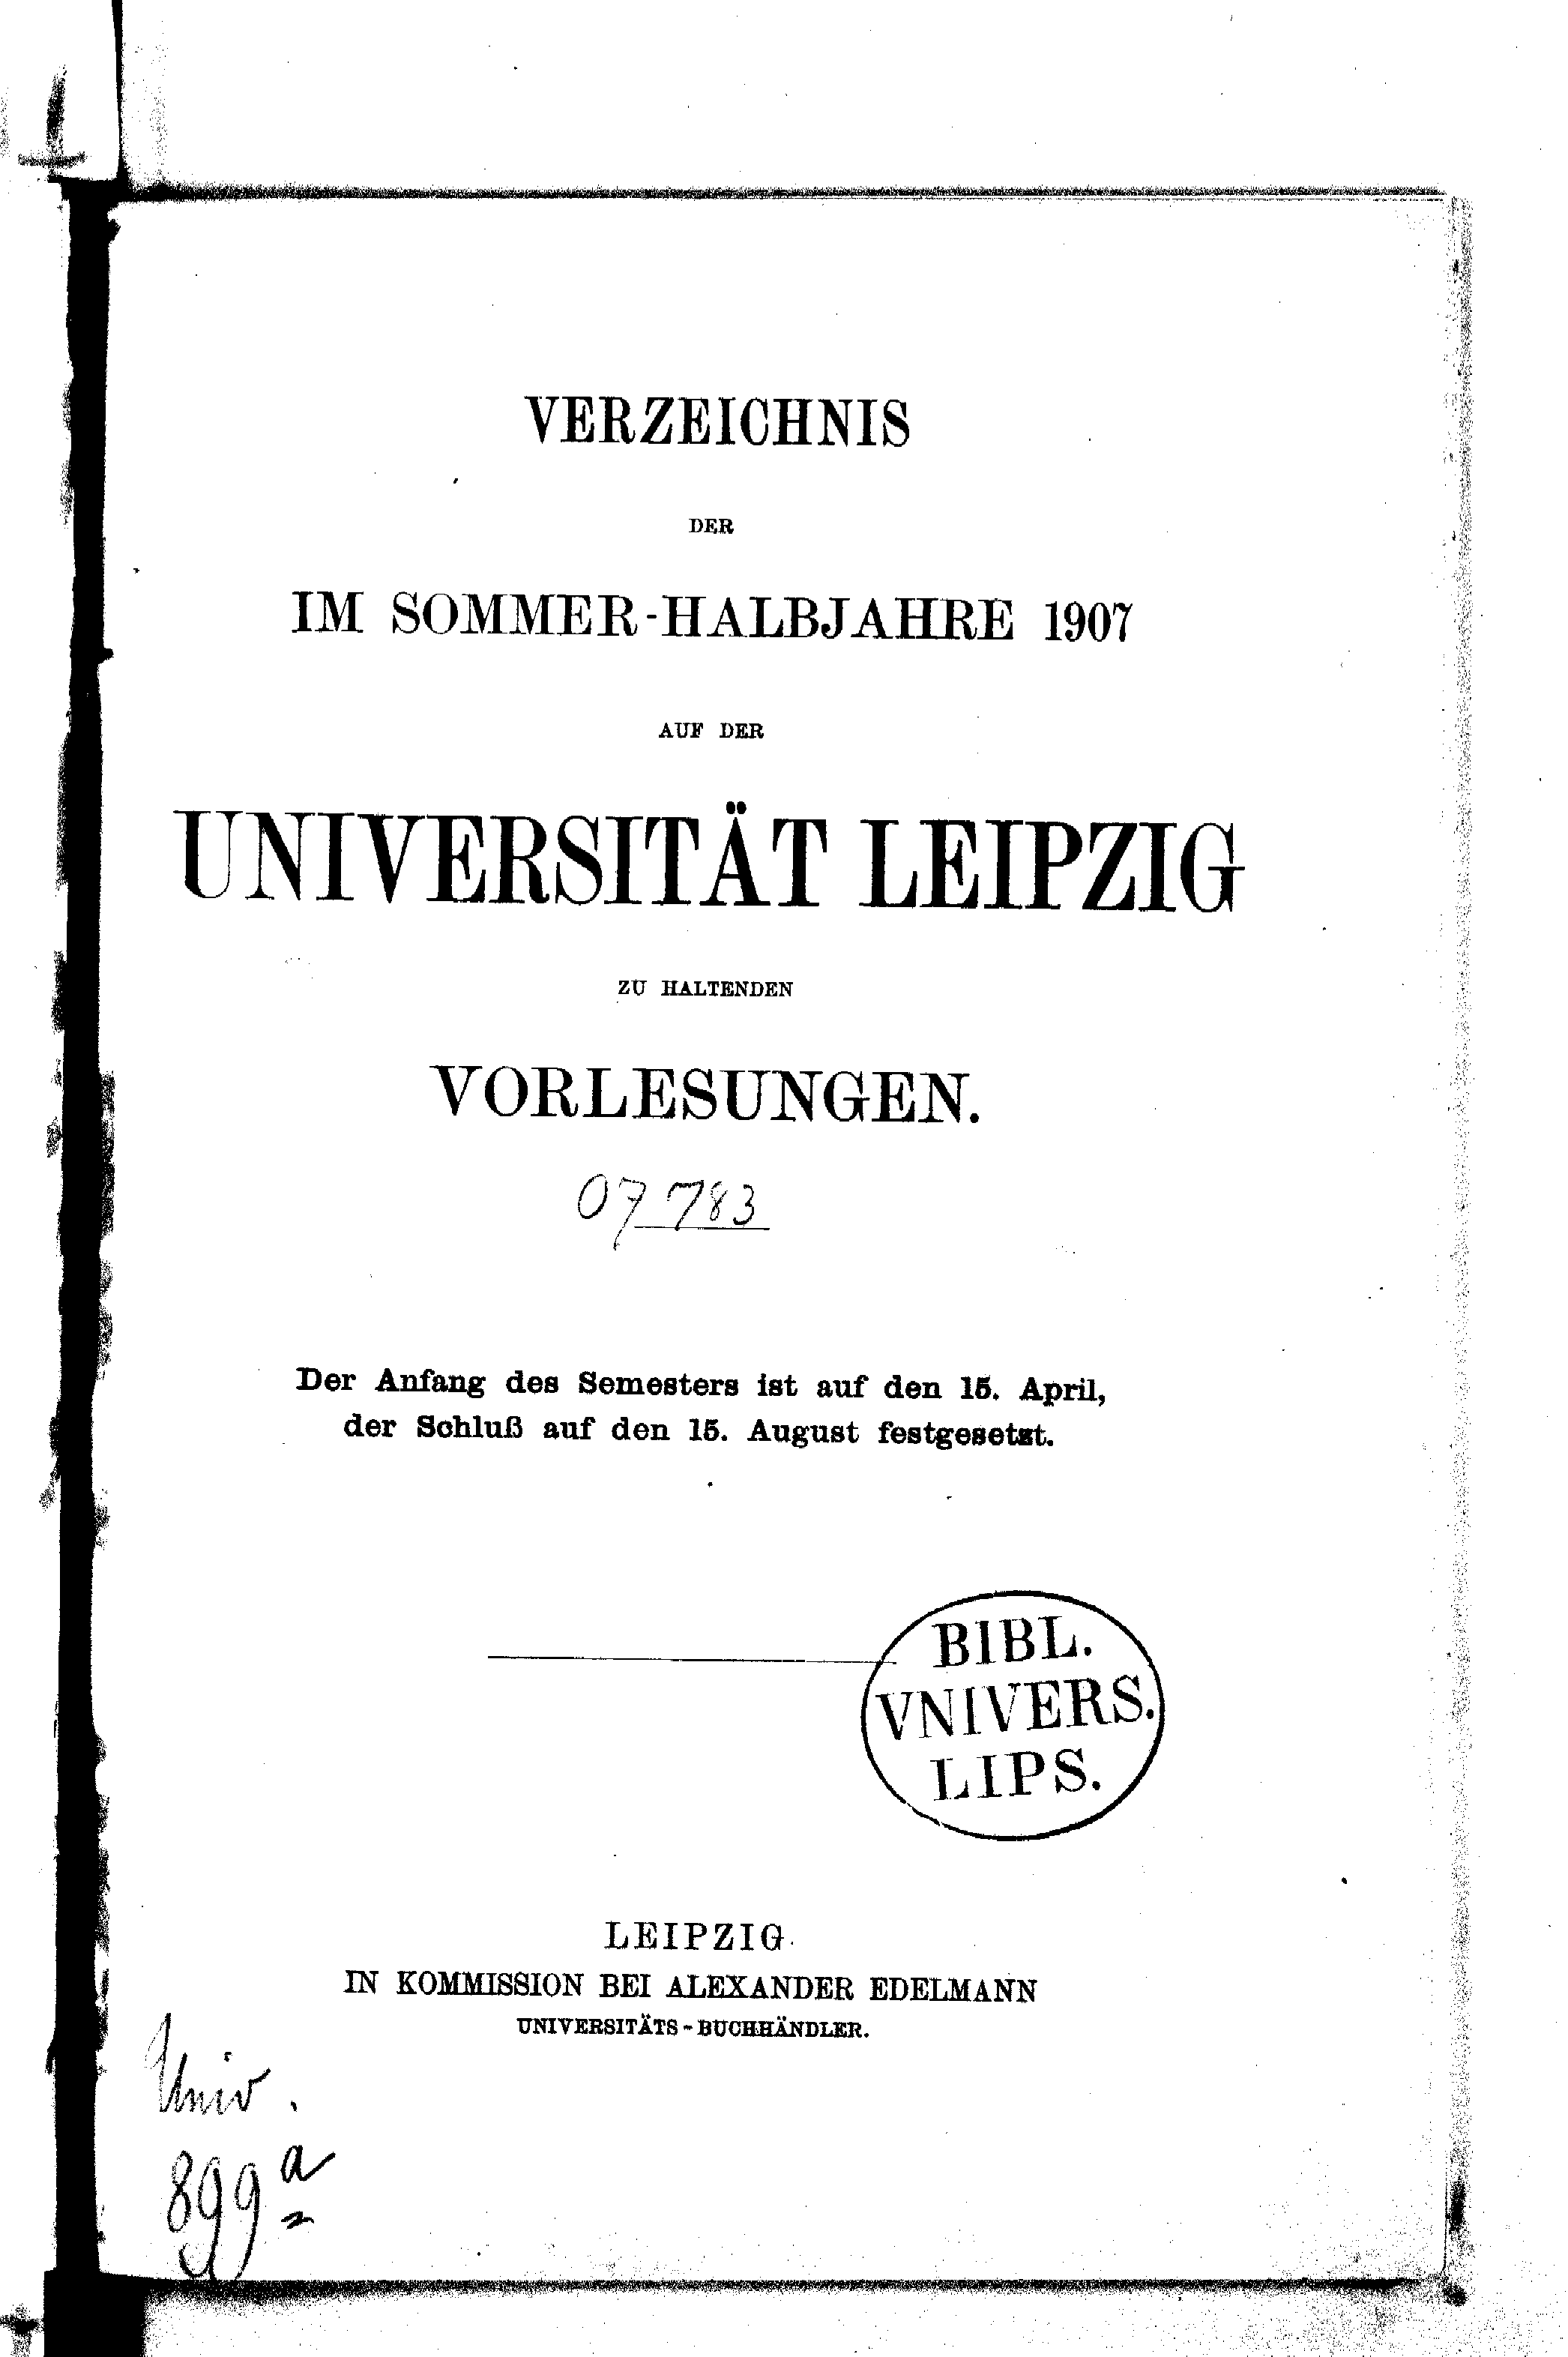 VERZEICHNIS
DER
IM SOMMER-HALBJAHRE 1907
AUF DER
UNIVERSITÄT LEIPZIG
ZU HALTENDEN
VORLESUNGEN.
07 783
Der Anfang des Semesters ist auf den 15. April,
der Schluß auf den 15. August festgesetzt.
BIBL.
VNIVERS.
LIPS.
LEIPZIG.
IN KOMMISSION BEI ALEXANDER EDELMANN
UNIVERSITÄTS-BUCHHÄNDLER.
Univ.
899 a